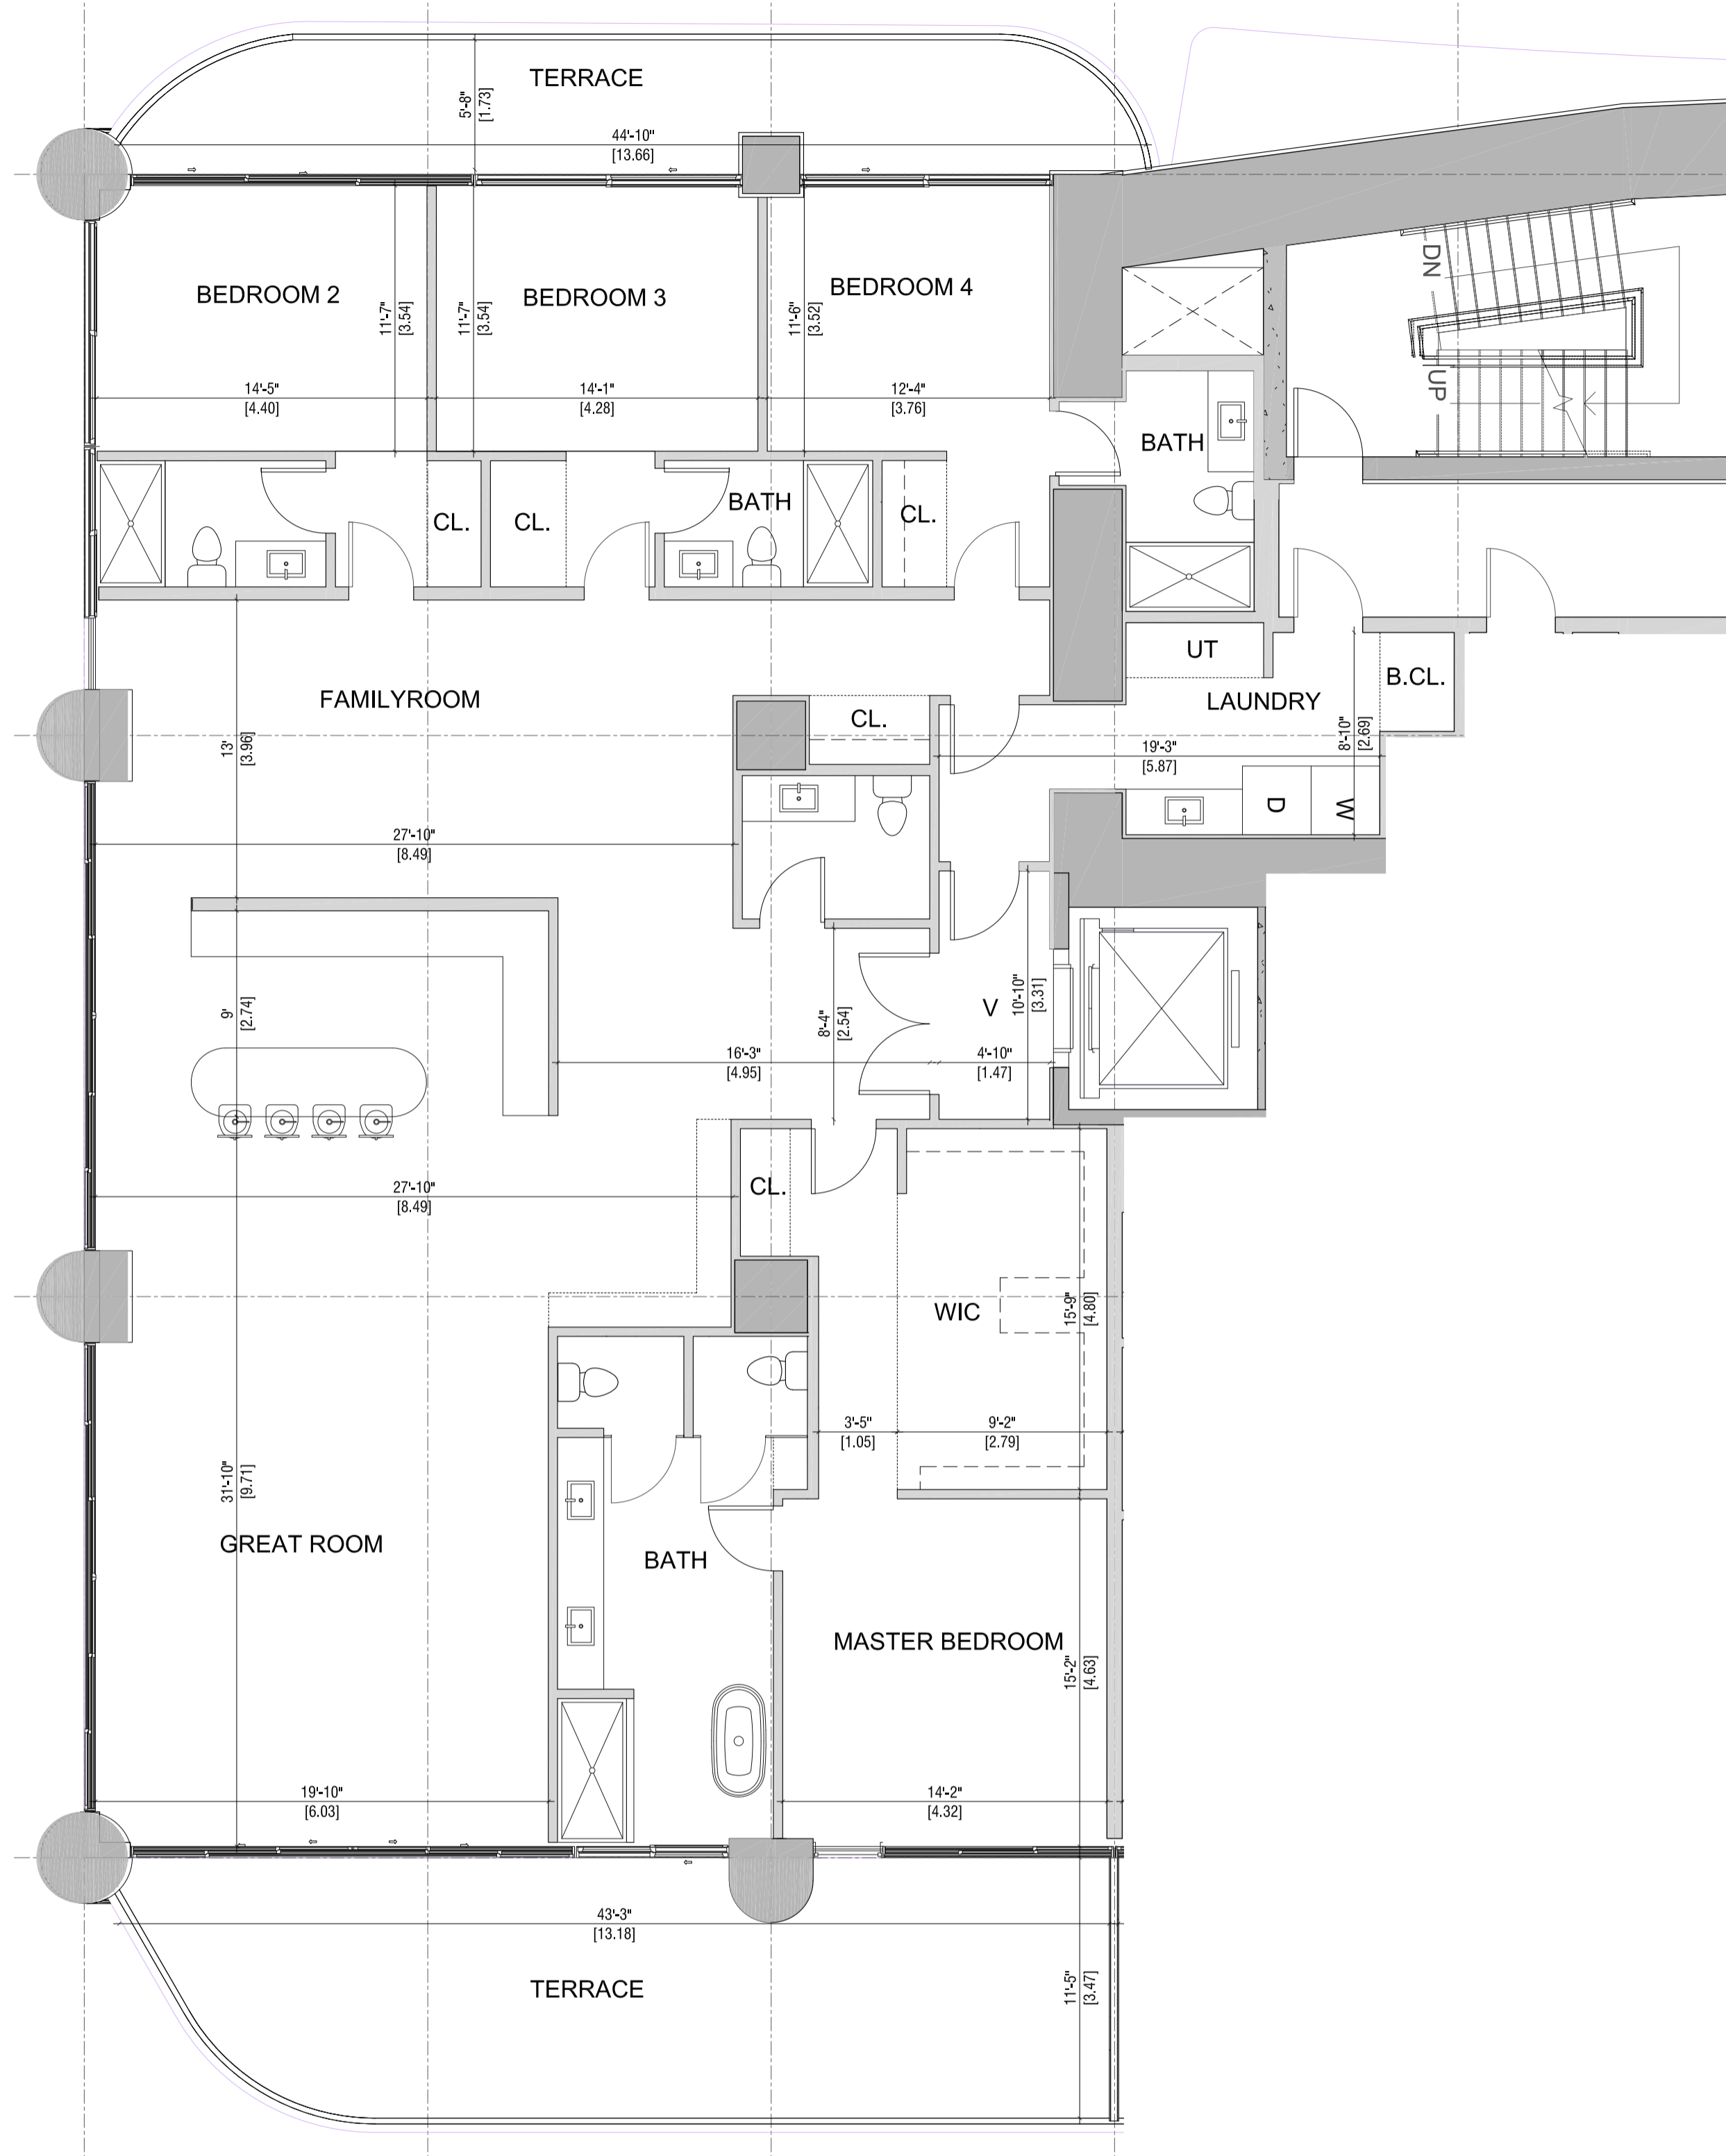 TERRACE
5'-8"
[1.73]
44'-10"
[13.66]
DN
UP
BEDROOM 2
BEDROOM 3
BEDROOM 4
11'-7"
[3.54]
11'-7"
[3.54]
11'-6"
[3.52]
14'-5"
[4.40]
14'-1"
[4.28]
12'-4"
[3.76]
BATH
BATH
CL.
CL.
CL.
UT
LAUNDRY
B.CL.
FAMILYROOM
CL.
13'
[3.96]
8'-10"
[2.69]
19'-3"
[5.87]
D
W
27'-10"
[8.49]
9'
[2.74]
8'-4"
[2.54]
V
10'-10"
[3.31]
16'-3"
[4.95]
4'-10"
[1.47]
27'-10"
[8.49]
CL.
WIC
15'-9"
[4.80]
3'-5"
[1.05]
9'-2"
[2.79]
31'-10"
[9.71]
GREAT ROOM
BATH
MASTER BEDROOM
15'-2"
[4.63]
19'-10"
[6.03]
14'-2"
[4.32]
43'-3"
[13.18]
TERRACE
11'-5"
[3.47]